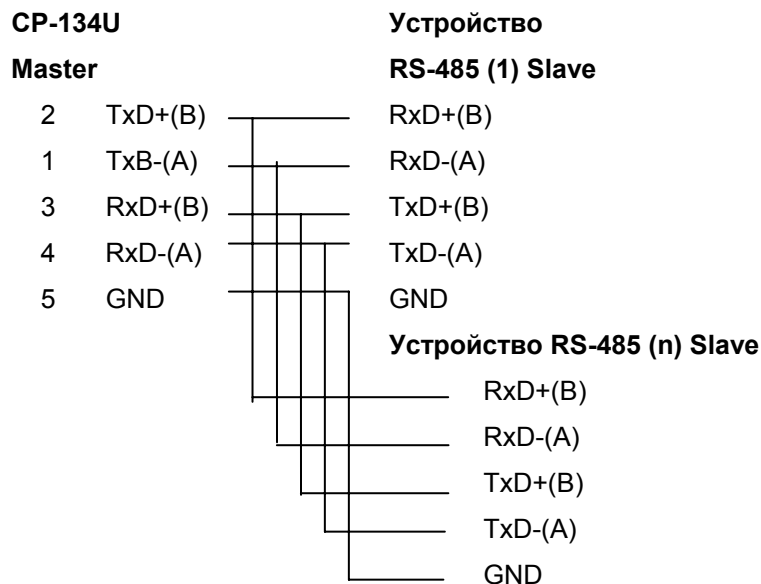 CP-134U Устройство
Master RS-485 (1) Slave
2 TxD+(B) RxD+(B)
1 TxB-(A) RxD-(A)
3 RxD+(B) TxD+(B)
4 RxD-(A) TxD-(A)
5 GND GND
Устройство RS-485 (n) Slave
RxD+(B)
RxD-(A)
TxD+(B)
TxD-(A)
GND